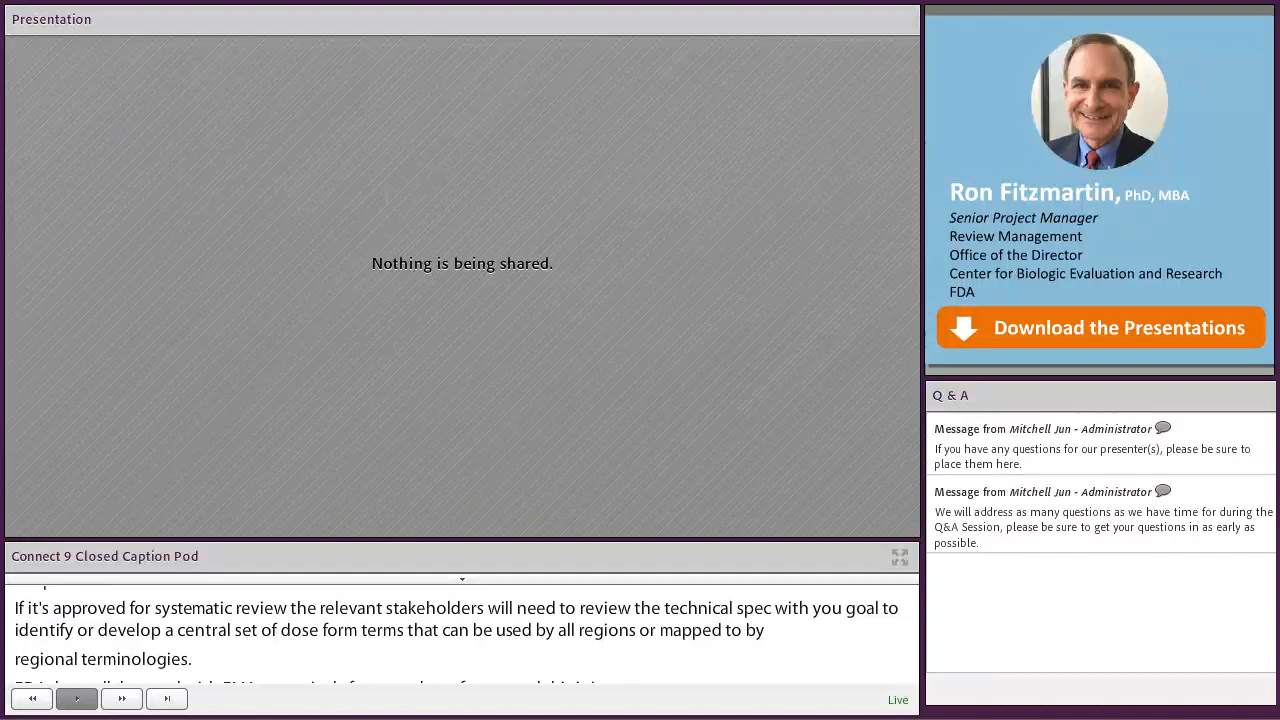 Presentation
Nothing is being shared.
Ron Fitzmartin, PhD, MBA
Senior Project Manager
Review Management
Office of the Director
Center for Biologic Evaluation and Research
FDA
Download the Presentations
Q & A
Message from Mitchell Jun - Administrator
If you have any questions for our presenter(s), please be sure to
place them here.
Message from Mitchell Jun - Administrator
We will address as many questions as we have time for during the
Q&A Session, please be sure to get your questions in as early as
possible.
Connect 9 Closed Caption Pod
If it's approved for systematic review the relevant stakeholders will need to review the technical spec with you goal to
identify or develop a central set of dose form terms that can be used by all regions or mapped to by
regional terminologies.
Live